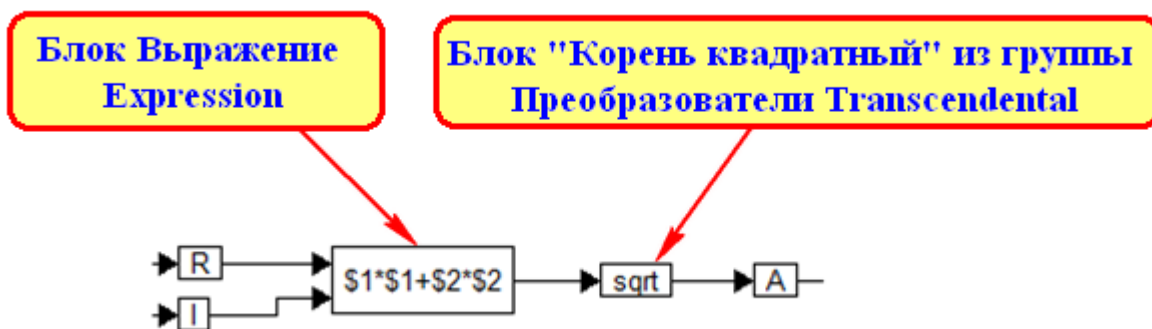 Блок Выражение
Expression
Блок "Корень квадратный" из группы
Преобразователи Transcendental
R
$1*$1+$2*$2
sqrt
A
I